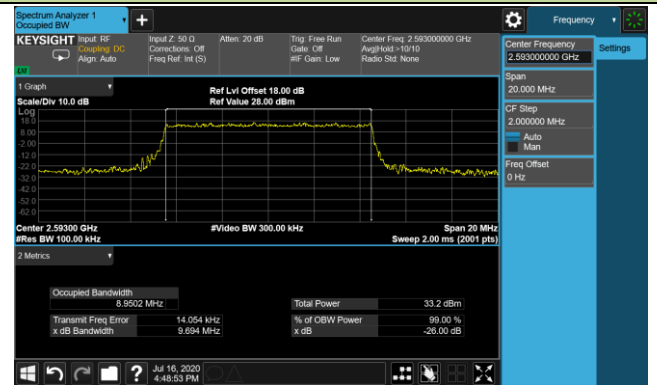 Spectrum Analyzer 1
Occupied BW
Frequency
KEYSIGHT
Input: RF
Coupling: DC
Align: Auto
Input Z: 50 Ω
Corrections: Off
Freq Ref: Int (S)
Atten: 20 dB
Trig: Free Run
Gate: Off
#IF Gain: Low
Center Freq: 2.593000000 GHz
Avg|Hold:>10/10
Radio Std: None
Center Frequency
2.593000000 GHz
Settings
Span
20.000 MHz
CF Step
2.000000 MHz
Auto
Man
Freq Offset
0 Hz
1 Graph
Scale/Div 10.0 dB
Ref Lvl Offset 18.00 dB
Ref Value 28.00 dBm
Log
18.0
8.00
-2.00
-12.0
-22.0
-32.0
-42.0
-52.0
-62.0
Center 2.59300 GHz
#Res BW 100.00 kHz
#Video BW 300.00 kHz
Span 20 MHz
Sweep 2.00 ms (2001 pts)
2 Metrics
Occupied Bandwidth
8.9502 MHz
Total Power 33.2 dBm
Transmit Freq Error 14.054 kHz
% of OBW Power 99.00 %
x dB Bandwidth 9.694 MHz
x dB -26.00 dB
?
Jul 16, 2020
4:48:53 PM